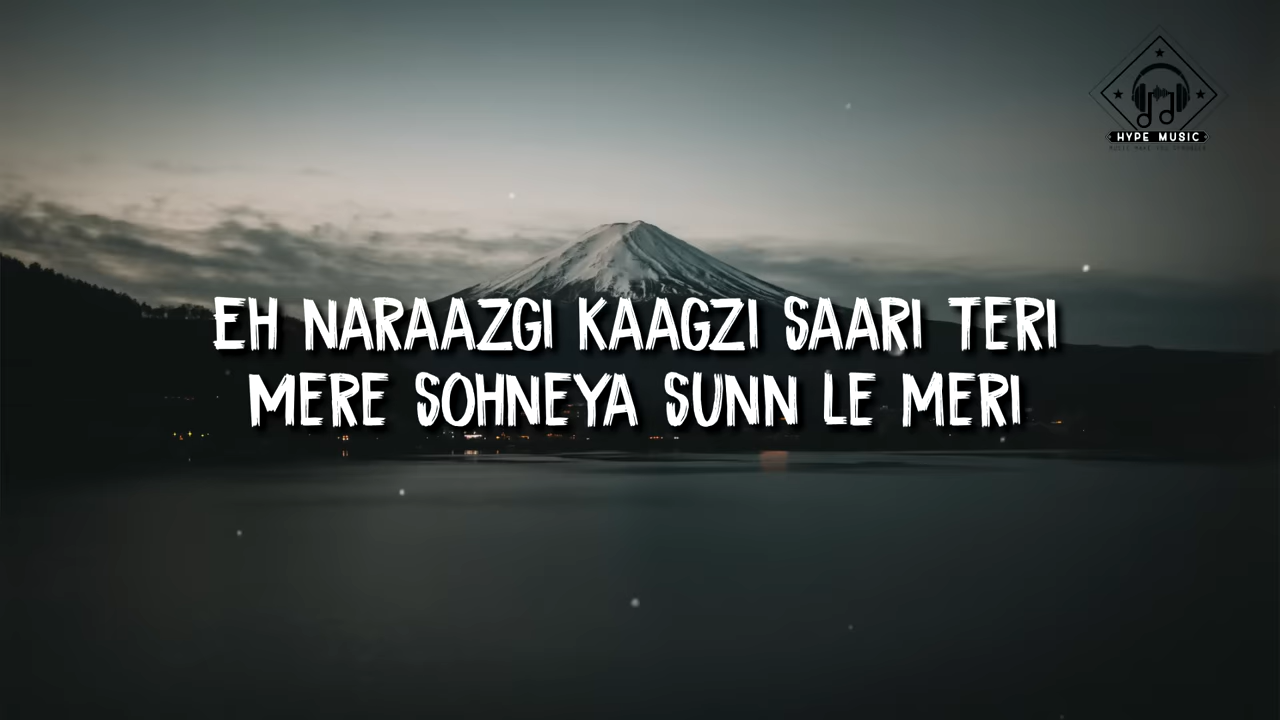 HYPE MUSIC
EH NARAAZGI KAAGZI SAARI TERI
MERE SOHNEYA SUNN LE MERI